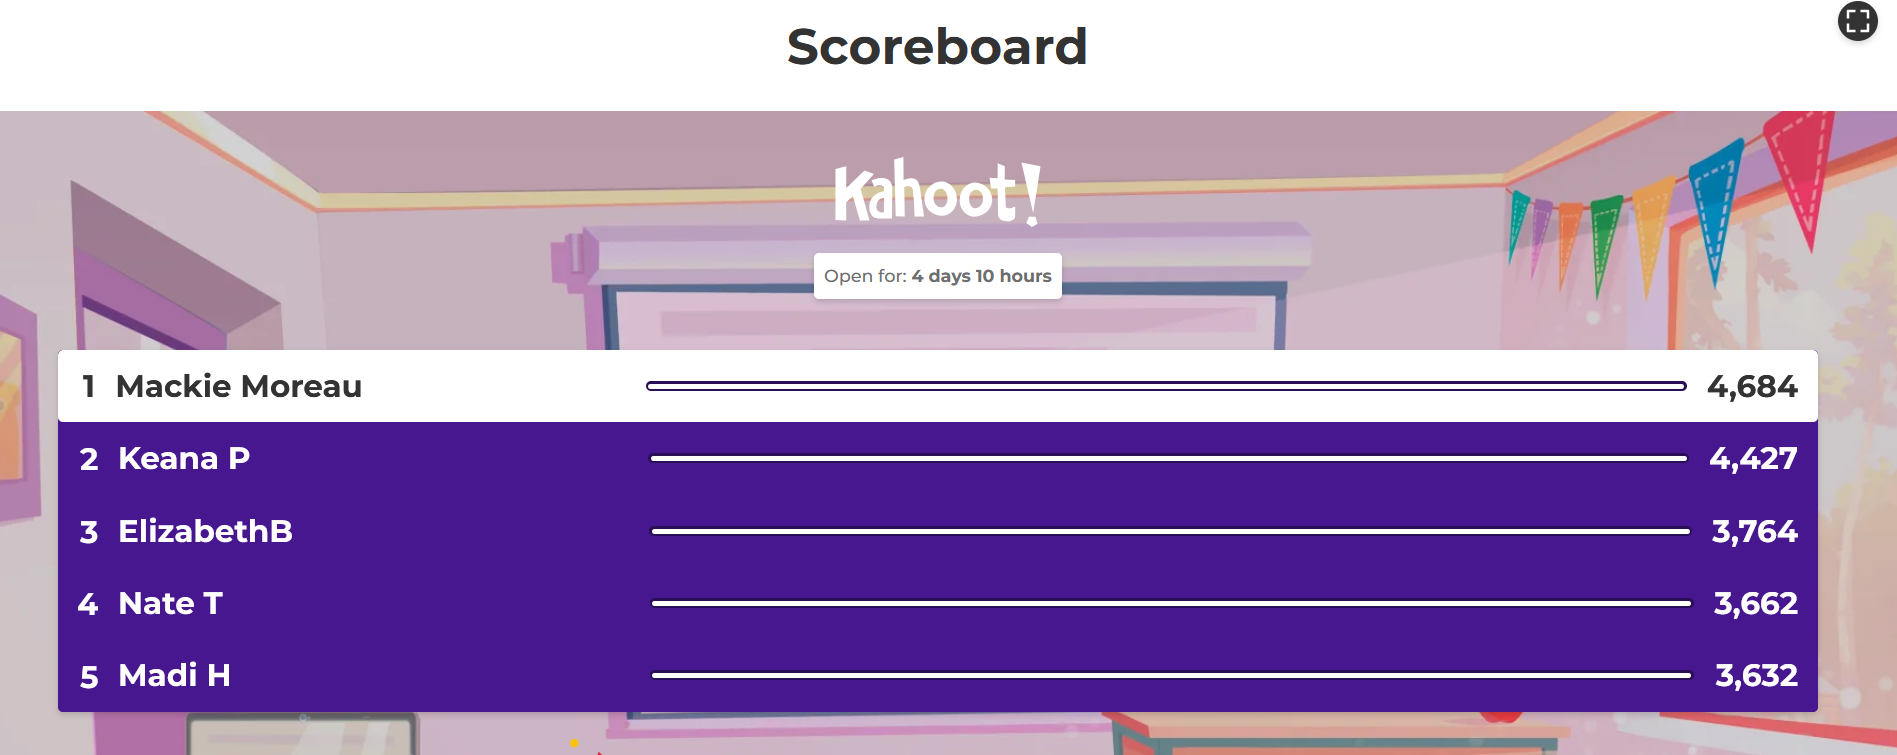 Scoreboard
Kahoot!
Open for: 4 days 10 hours
1 Mackie Moreau 4,684
2 Keana P 4,427
3 ElizabethB 3,764
4 Nate T 3,662
5 Madi H 3,632